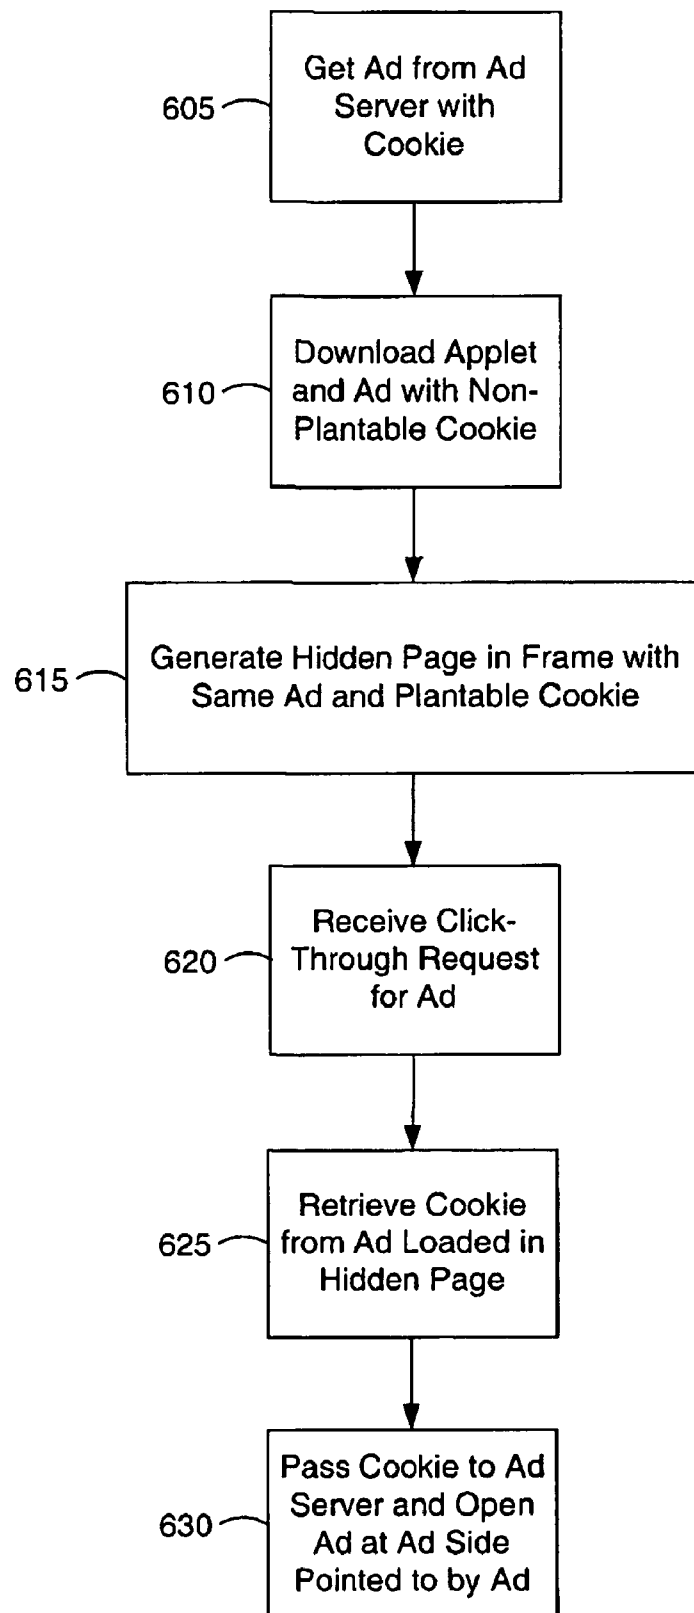 605
Get Ad from Ad
Server with
Cookie
610
Download Applet
and Ad with Non-
Plantable Cookie
615
Generate Hidden Page in Frame with
Same Ad and Plantable Cookie
620
Receive Click-
Through Request
for Ad
625
Retrieve Cookie
from Ad Loaded in
Hidden Page
630
Pass Cookie to Ad
Server and Open
Ad at Ad Side
Pointed to by Ad